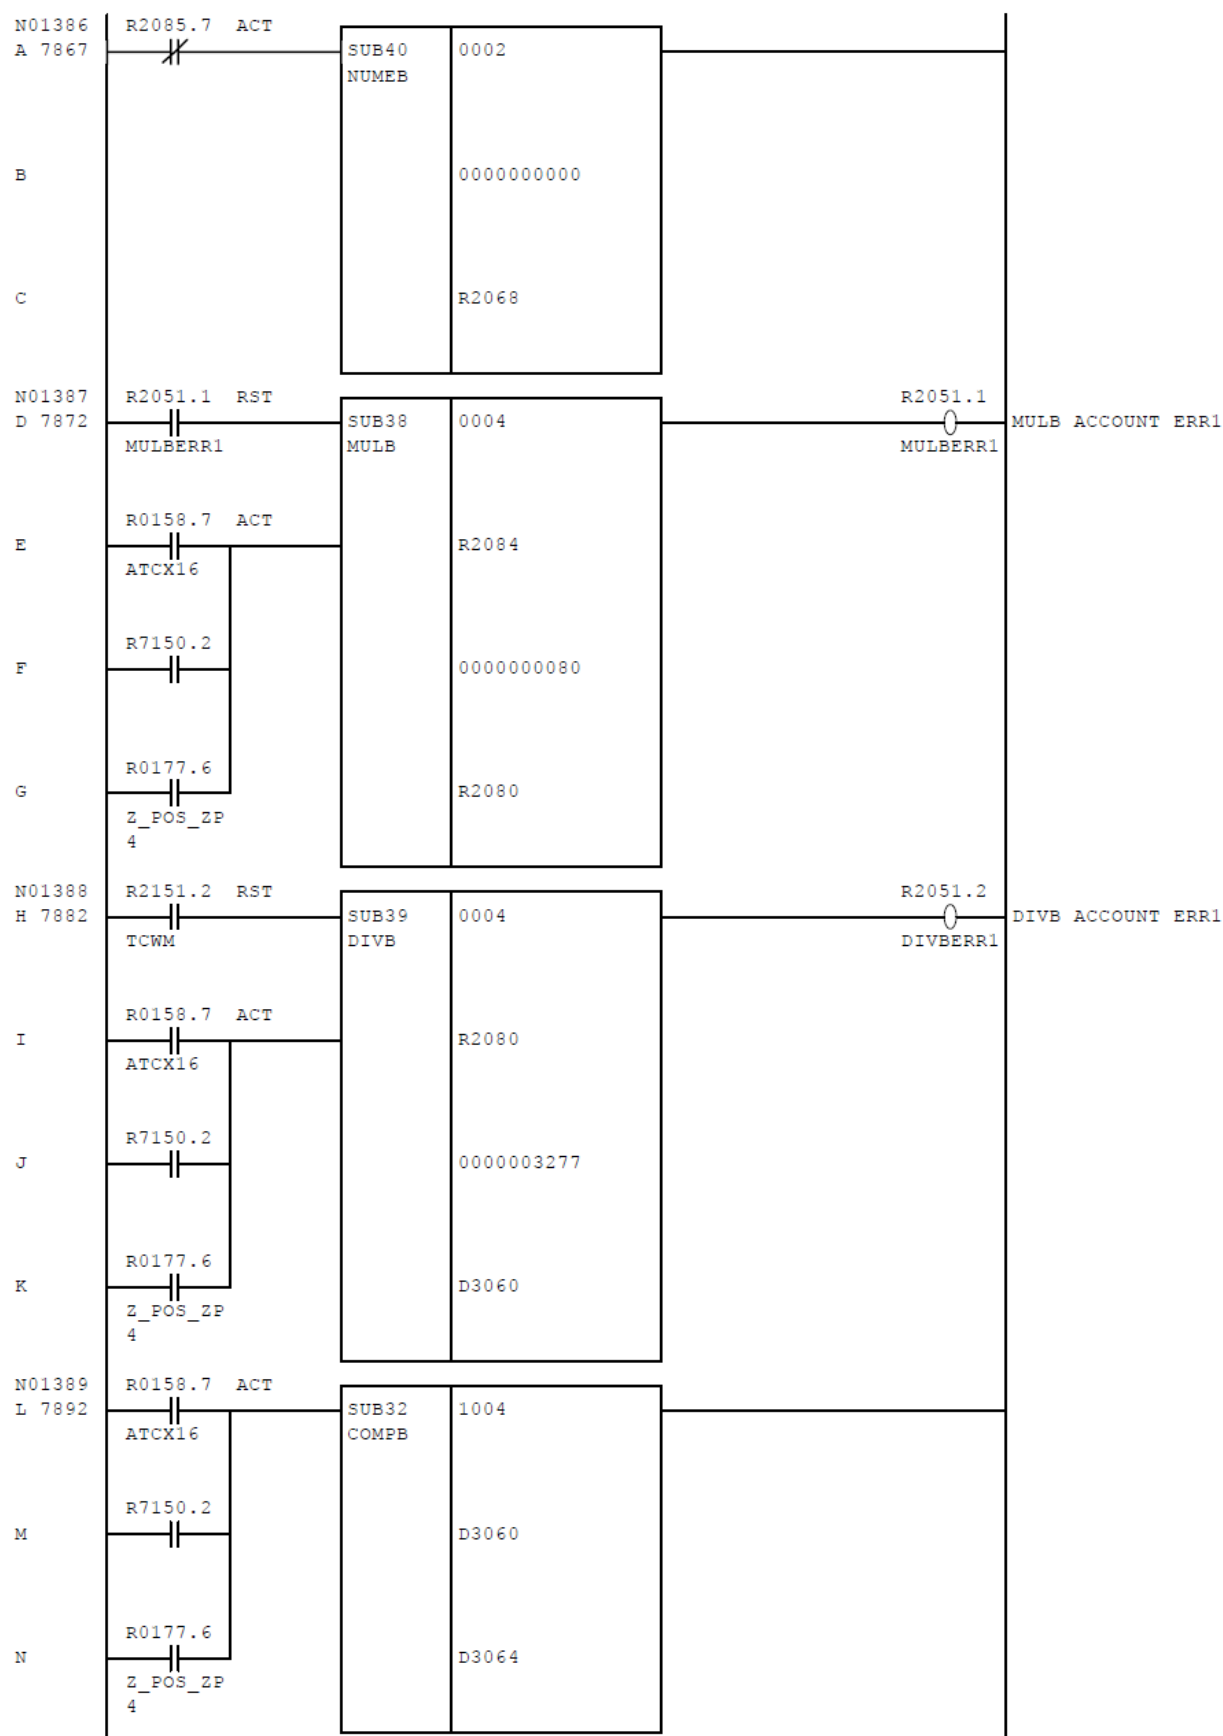 N01386 R2085.7 ACT
A 7867 SUB40 0002
NUMEB
B 0000000000
C R2068
N01387 R2051.1 RST R2051.1
D 7872 SUB38 0004 MULB ACCOUNT ERR1
MULBERR1 MULB MULBERR1
R0158.7 ACT
E R2084
ATCX16
R7150.2
F 0000000080
R0177.6
G R2080
Z_POS_ZP
4
N01388 R2151.2 RST R2051.2
H 7882 SUB39 0004 DIVB ACCOUNT ERR1
TCWM DIVB DIVBERR1
R0158.7 ACT
I R2080
ATCX16
R7150.2
J 0000003277
R0177.6
K D3060
Z_POS_ZP
4
N01389 R0158.7 ACT
L 7892 SUB32 1004
ATCX16 COMPB
R7150.2
M D3060
R0177.6
N D3064
Z_POS_ZP
4